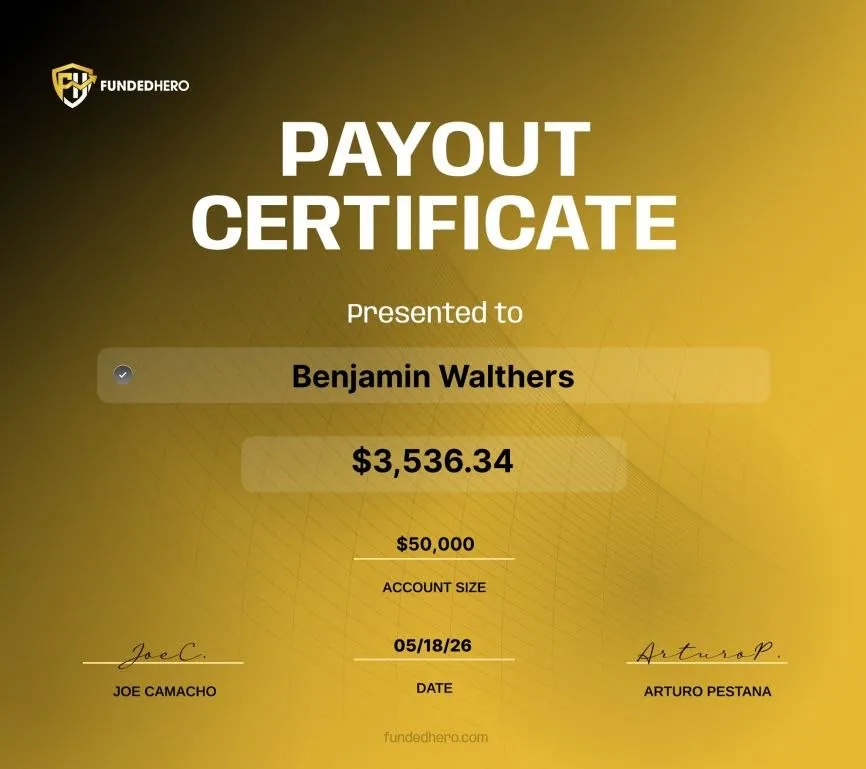 FUNDEDHERO
PAYOUT
CERTIFICATE
Presented to
Benjamin Walthers
$3,536.34
$50,000
ACCOUNT SIZE
JoeC.
JOE CAMACHO
05/18/26
DATE
ArturoP.
ARTURO PESTANA
fundedhero.com